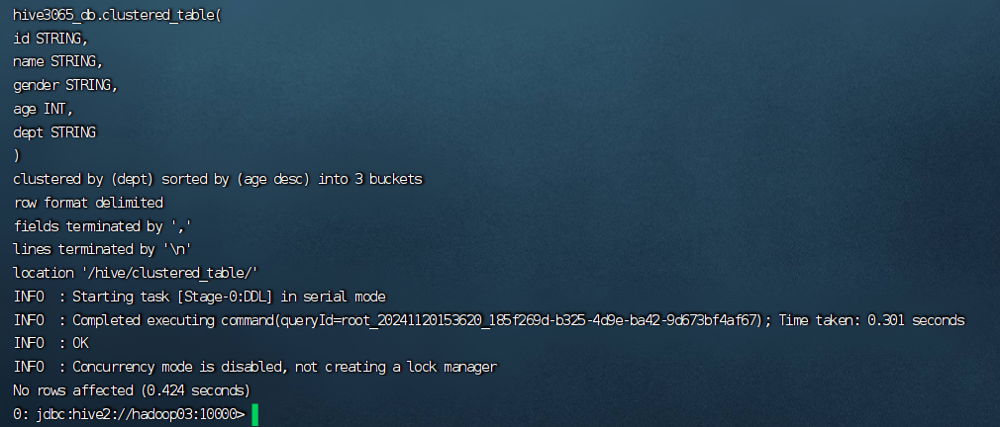 hive3065_db.clustered_table(
id STRING,
name STRING,
gender STRING,
age INT,
dept STRING
)
clustered by (dept) sorted by (age desc) into 3 buckets
row format delimited
fields terminated by ','
lines terminated by '\n'
location '/hive/clustered_table/'
INFO  : Starting task [Stage-0:DDL] in serial mode
INFO  : Completed executing command(queryId=root_20241120153620_185f269d-b325-4d9e-ba42-9d673bf4af67); Time taken: 0.301 seconds
INFO  : OK
INFO  : Concurrency mode is disabled, not creating a lock manager
No rows affected (0.424 seconds)
0: jdbc:hive2://hadoop03:10000>